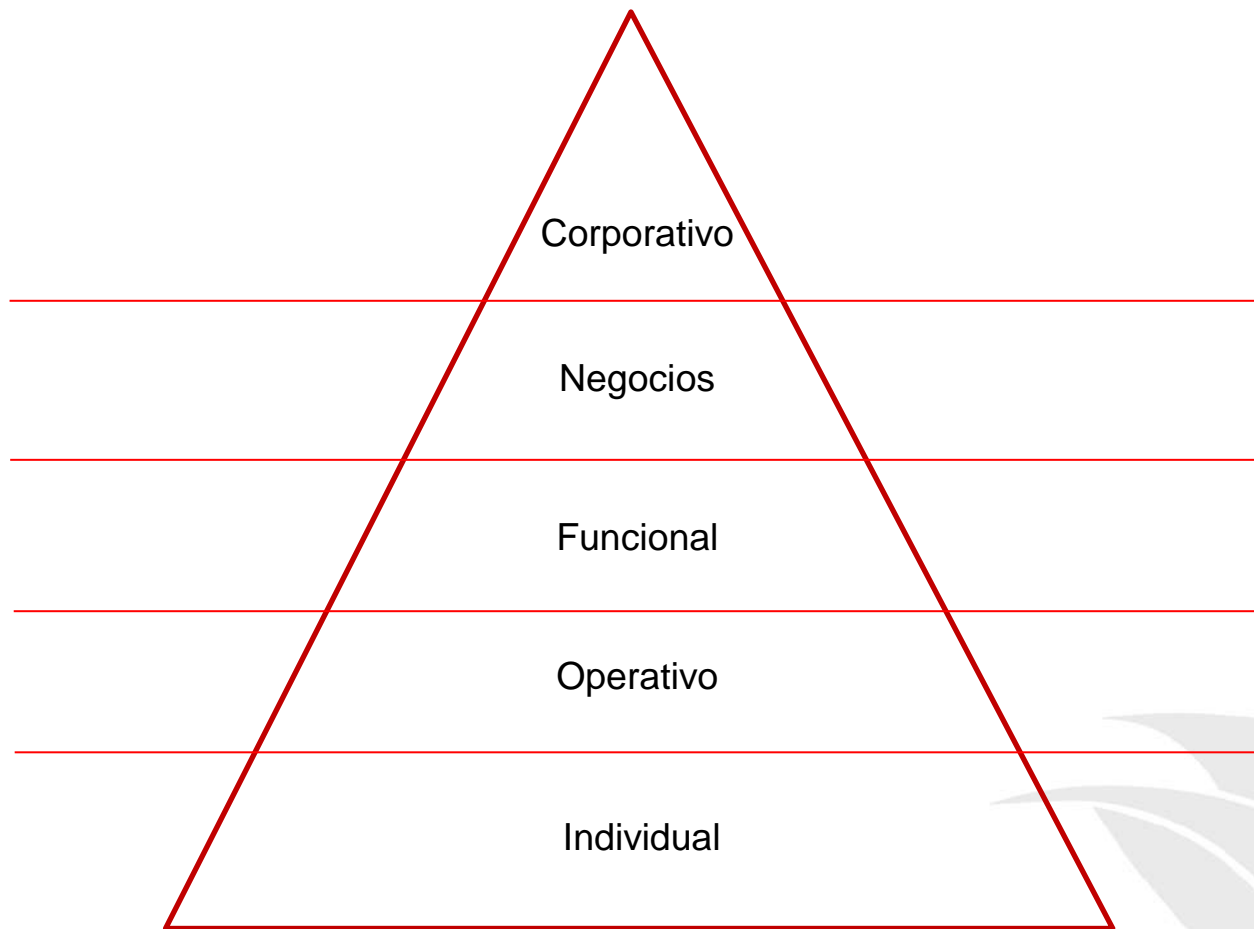 Corporativo
Negocios
Funcional
Operativo
Individual